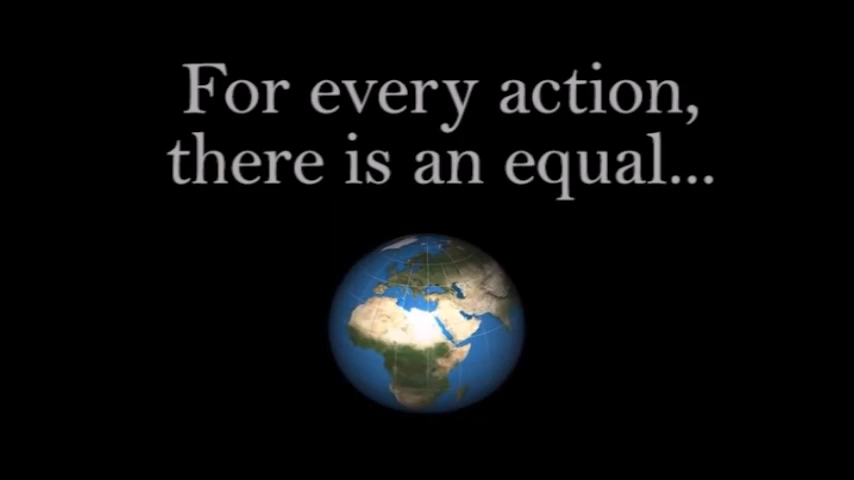 For every action,
there is an equal...